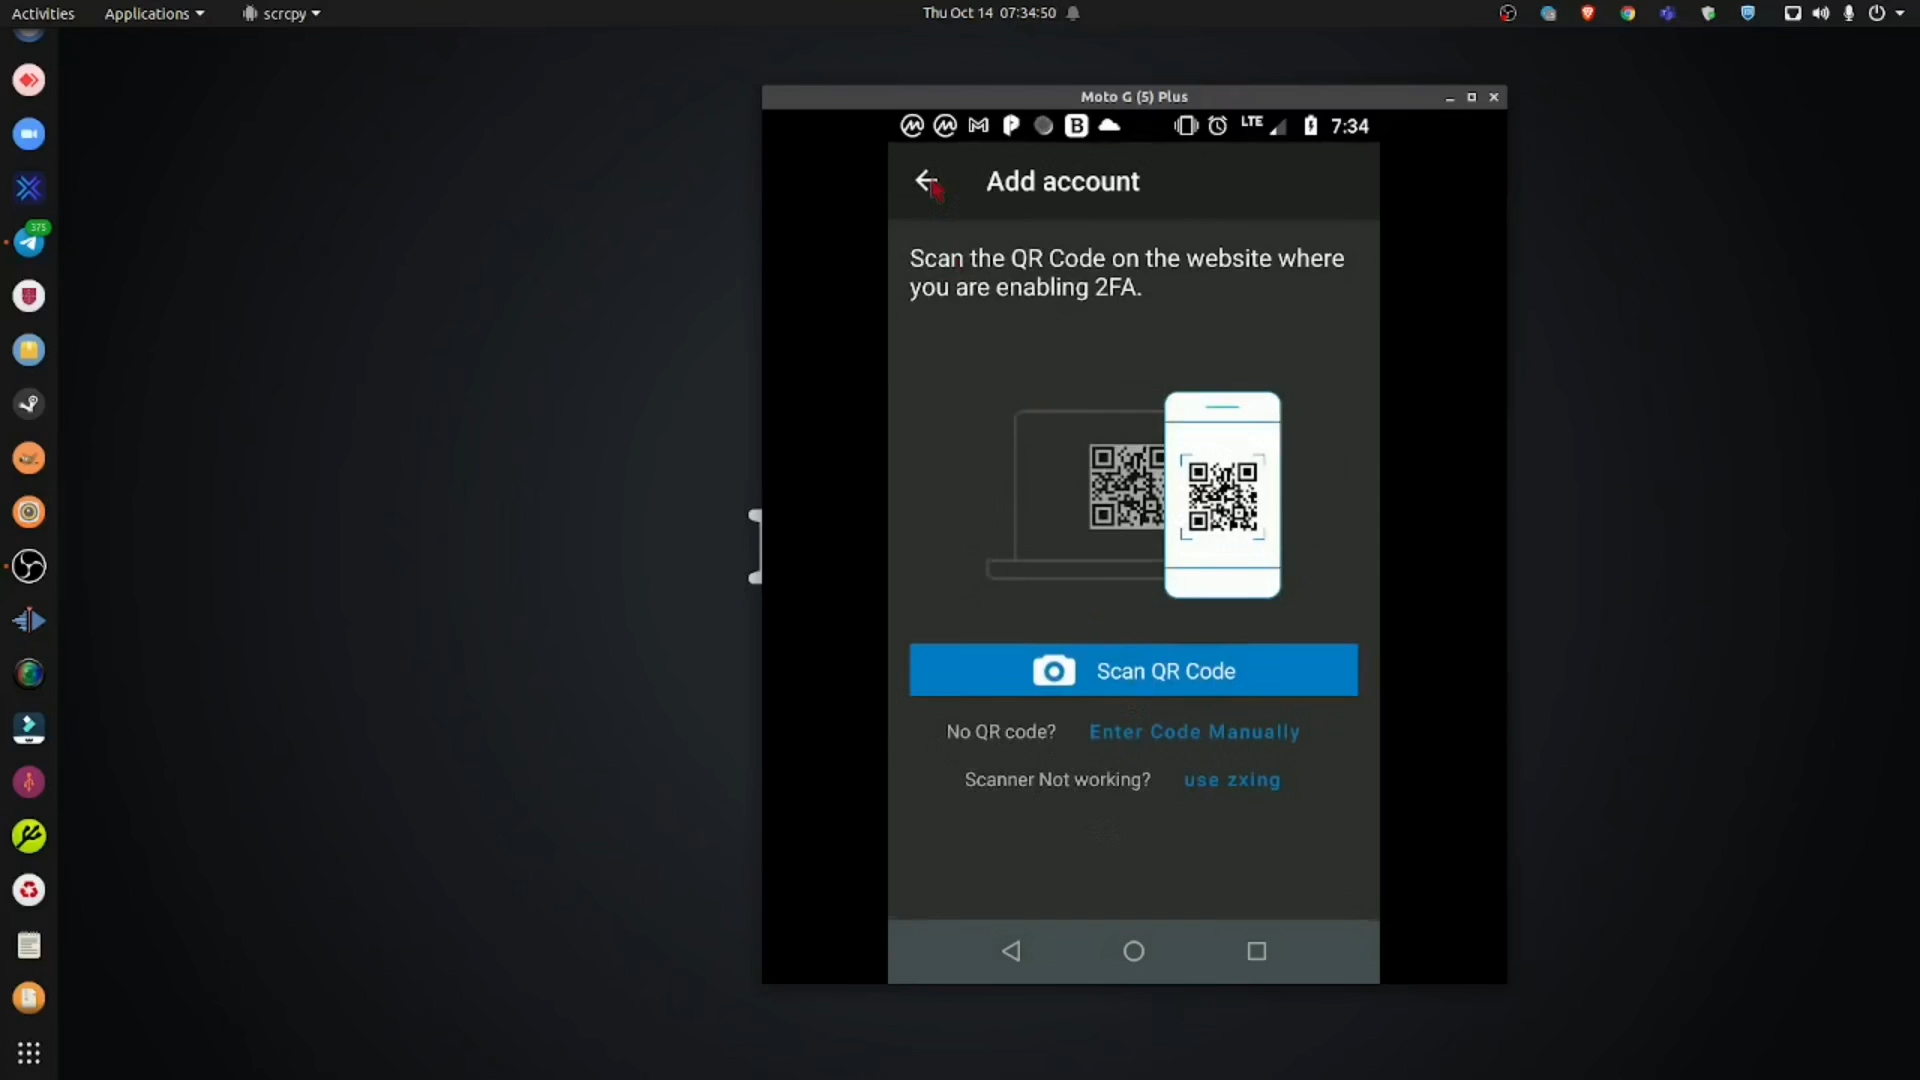 Activities Applications scrcpy Thu Oct 14 07:34:50
375
Moto G (5) Plus
B LTE 7:34
Add account
Scan the QR Code on the website where
you are enabling 2FA.
Scan QR Code
No QR code? Enter Code Manually
Scanner Not working? use zxing